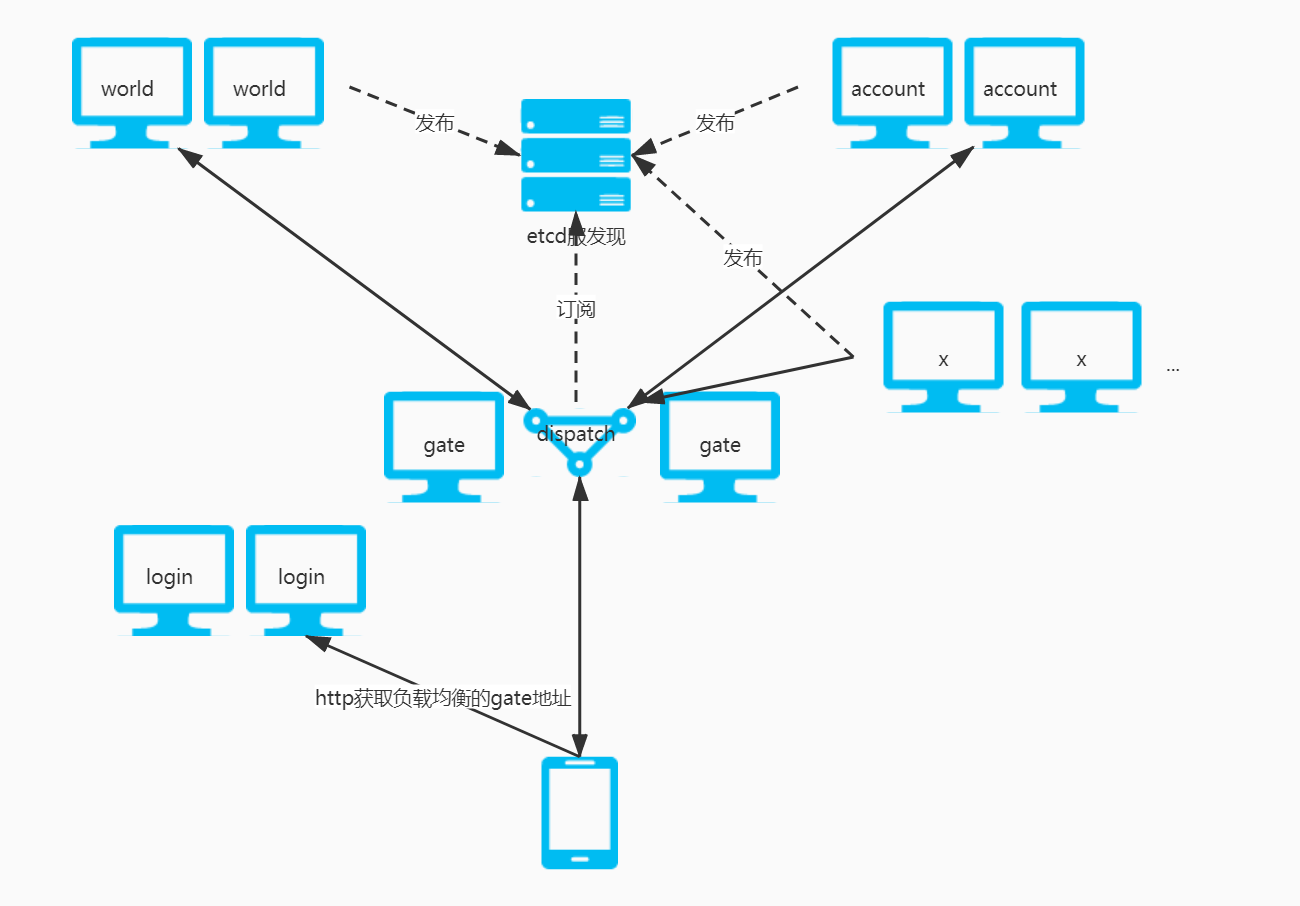 world
world
account
account
发布
发布
etcd服发现
发布
订阅
x
x
...
gate
dispatch
gate
login
login
http获取负载均衡的gate地址